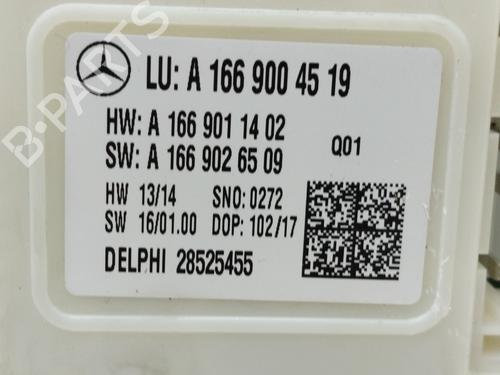 LU: A 166 900 45 19
HW: A 166 901 14 02
SW: A 166 902 65 09
Q01
HW 13/14 SNO: 0272
SW 16/01.00 DOP: 102/17
DELPHI 28525455
B-PARTS